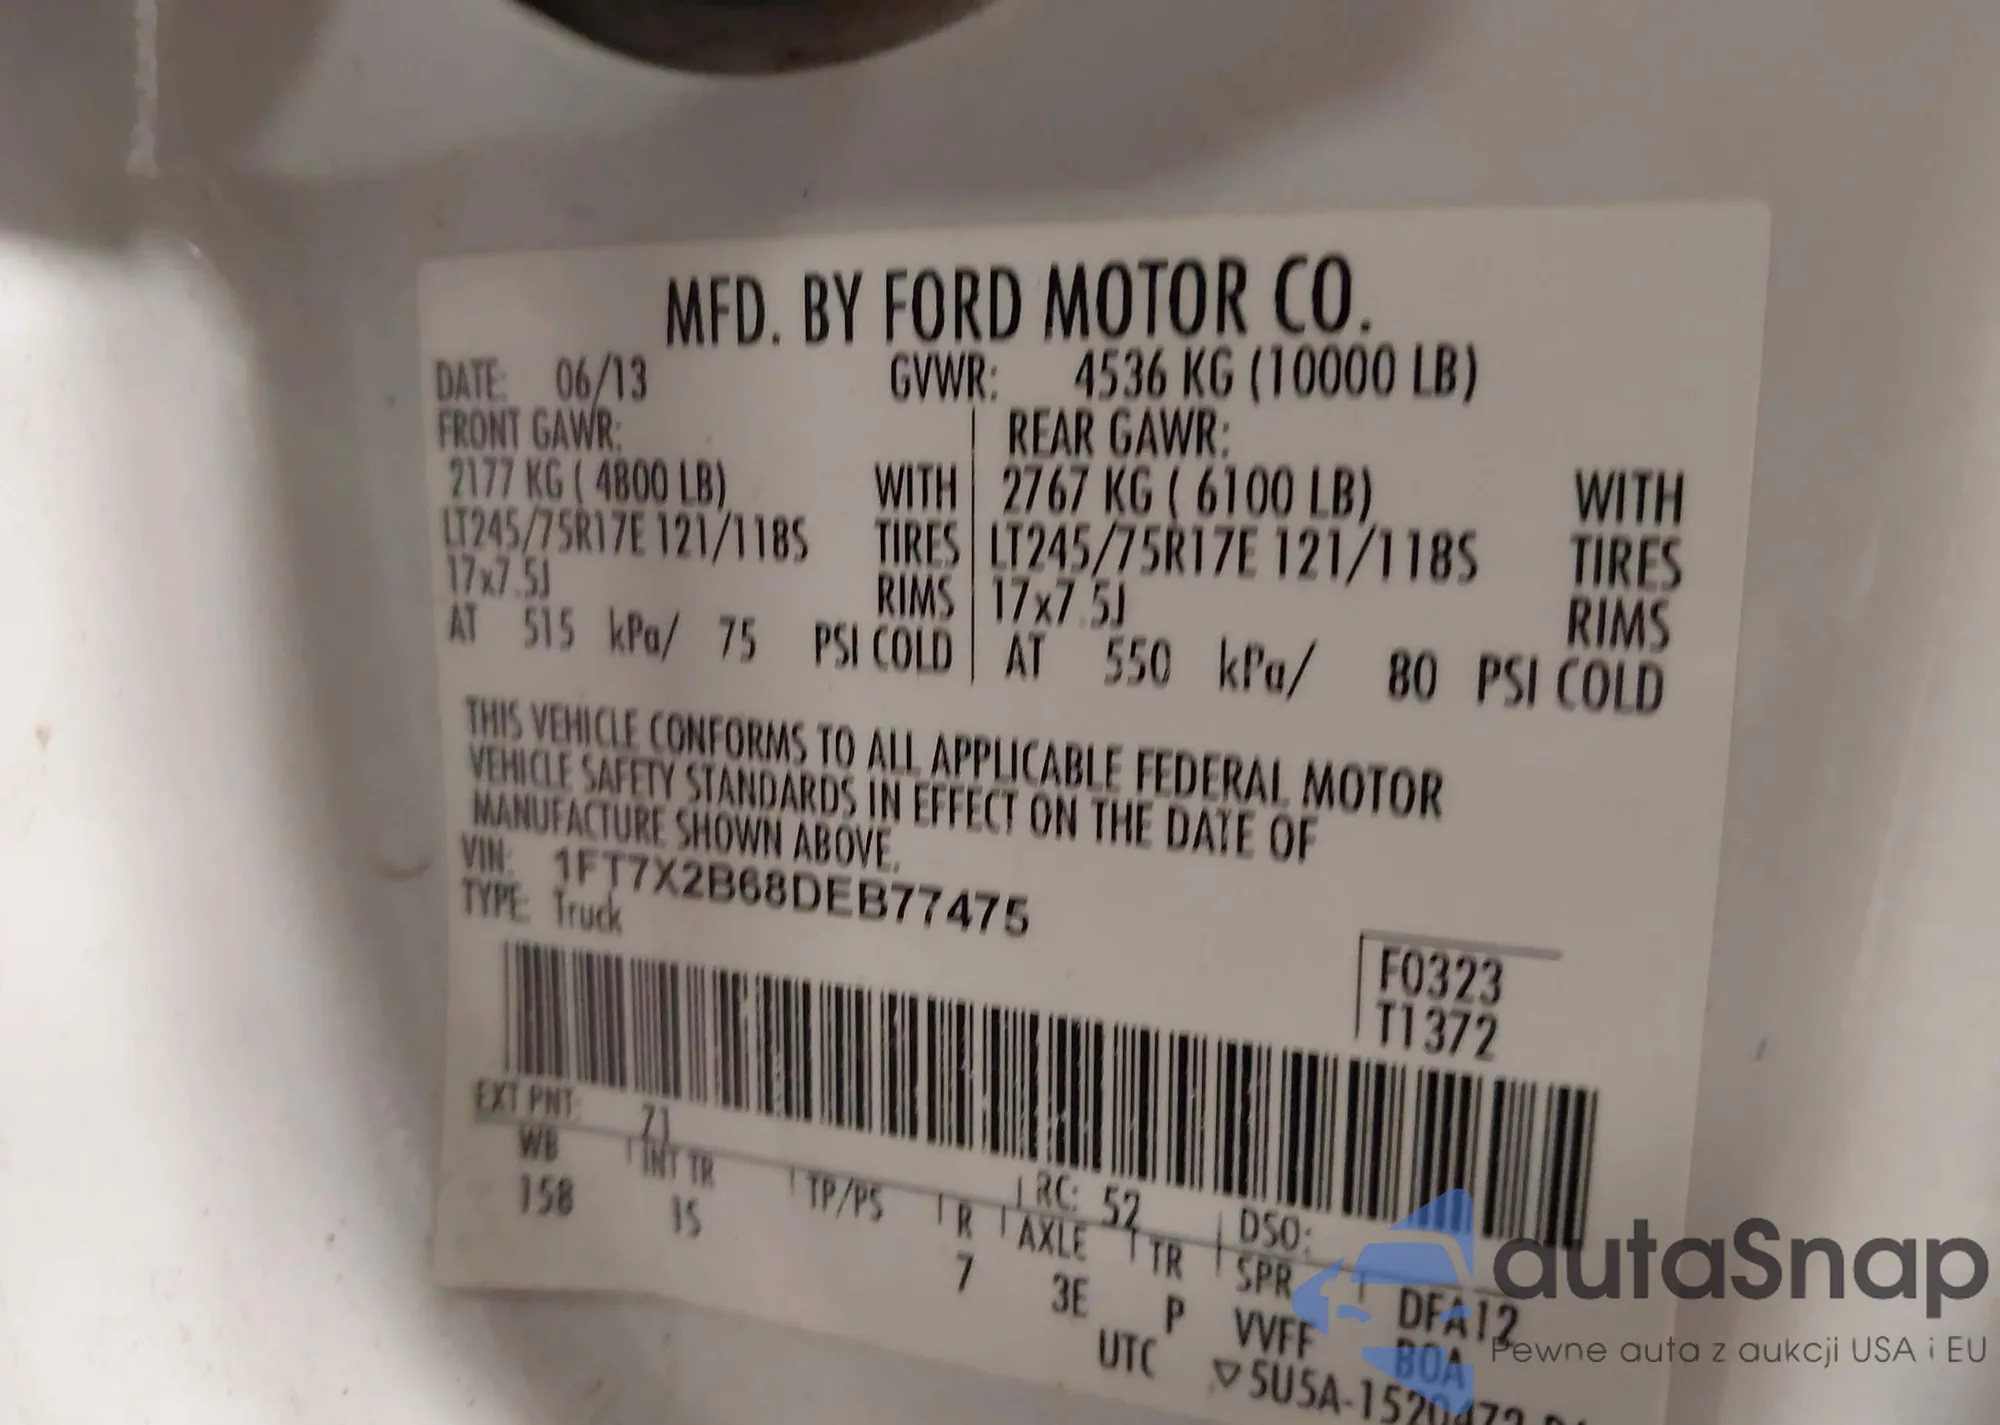 MFD. BY FORD MOTOR CO.
DATE: 06/13 GVWR: 4536 KG (10000 LB)
FRONT GAWR: REAR GAWR:
2177 KG ( 4800 LB) WITH 2767 KG ( 6100 LB) WITH
LT245/75R17E 121/118S TIRES LT245/75R17E 121/118S TIRES
17x7.5J RIMS 17x7.5J RIMS
AT 515 kPa/ 75 PSI COLD AT 550 kPa/ 80 PSI COLD
THIS VEHICLE CONFORMS TO ALL APPLICABLE FEDERAL MOTOR
VEHICLE SAFETY STANDARDS IN EFFECT ON THE DATE OF
MANUFACTURE SHOWN ABOVE.
VIN: 1FT7X2B68DEB77475
TYPE: Truck
F0323
T1372
EXT PNT: Z1 RC: 52 DSO:
WB INT TR TP/PS R AXLE TR SPR
158 1S 7 3E P VVFF DFA12
UTC BOA
▽5U5A-1520472
autaSnap
Pewne auta z aukcji USA i EU